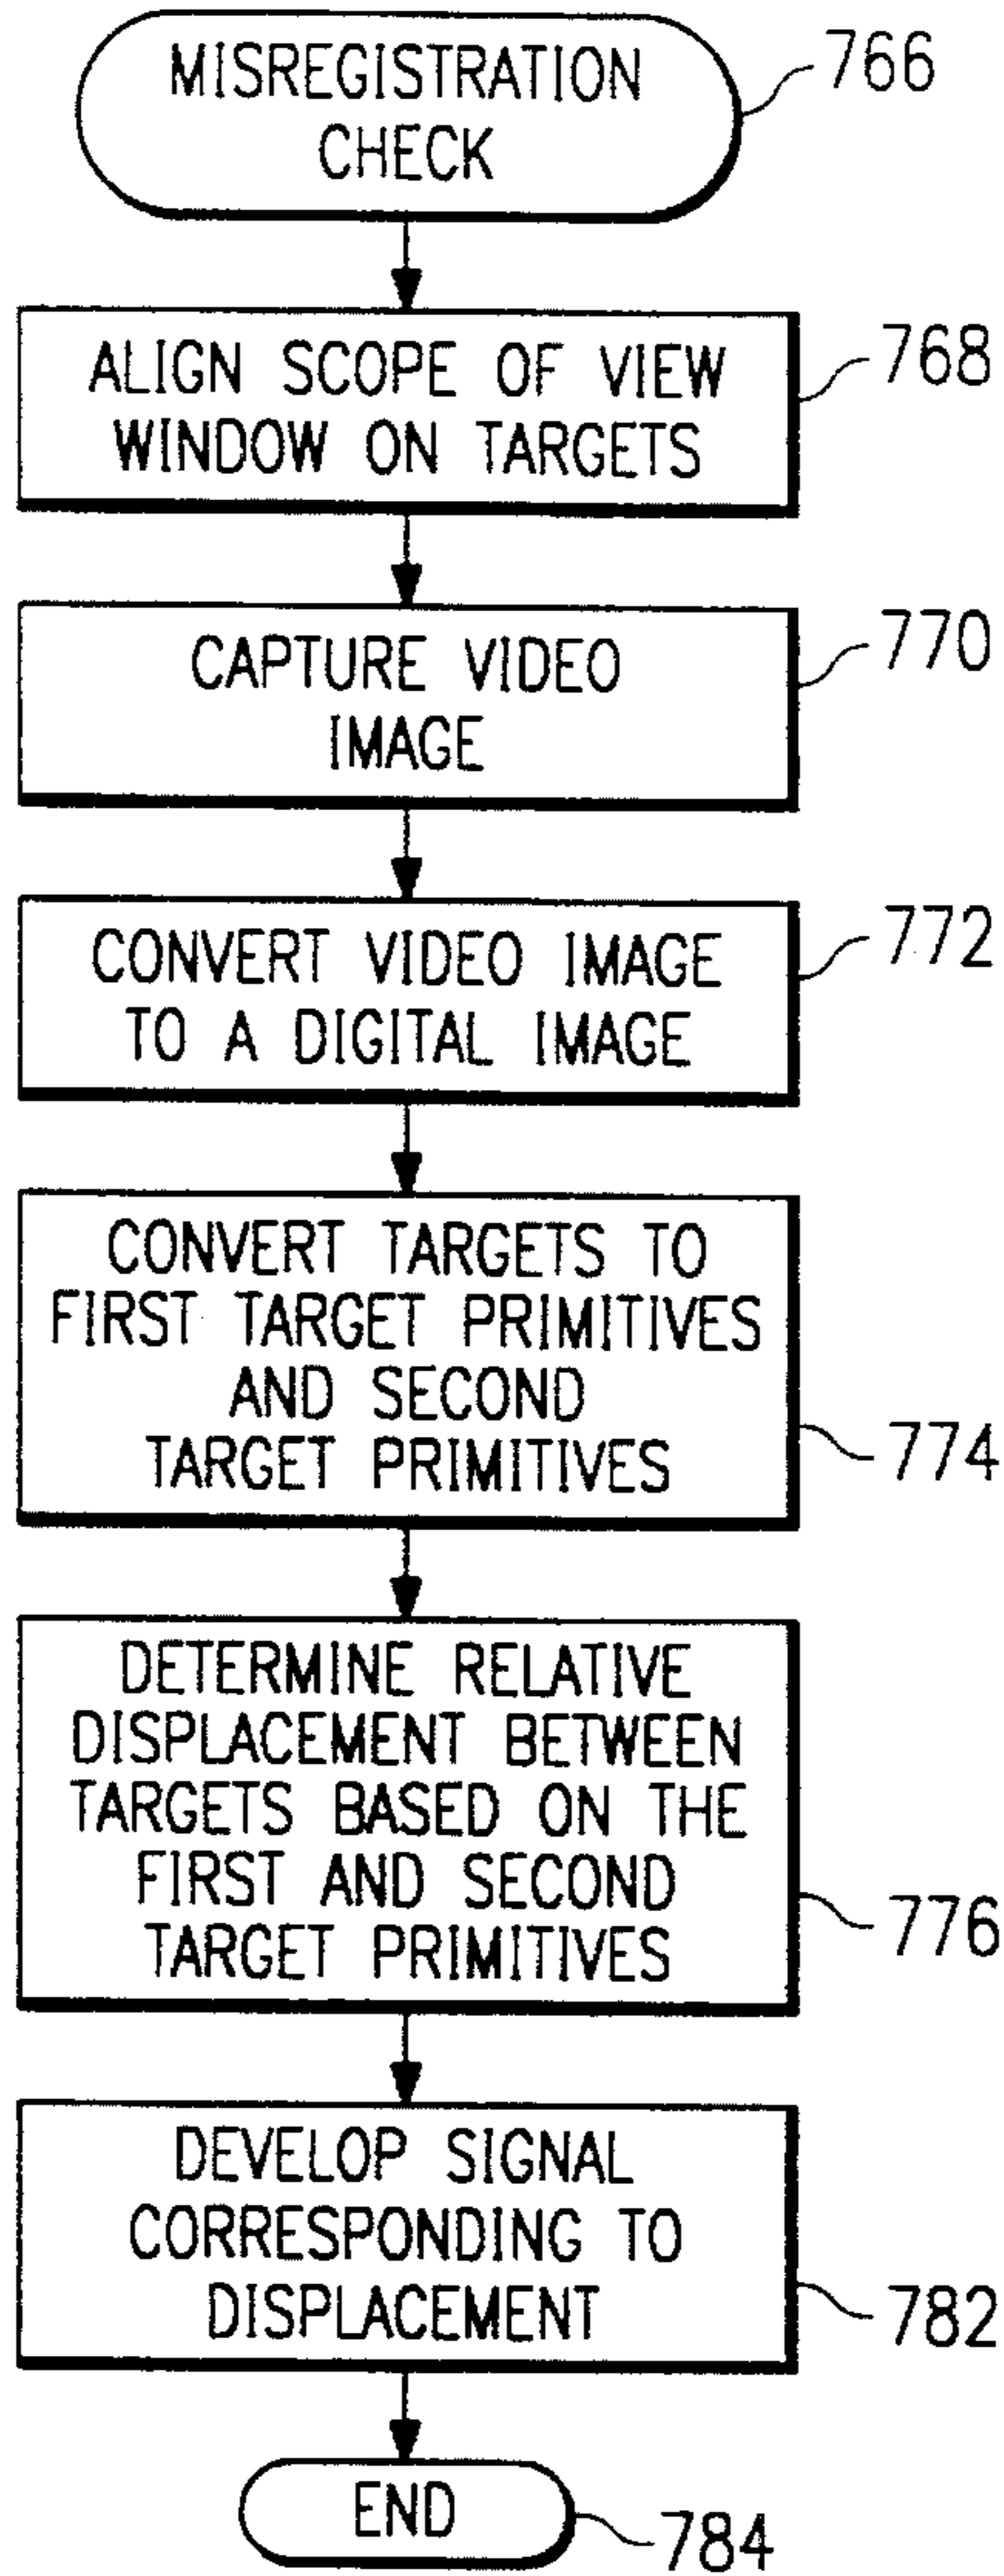 MISREGISTRATION
CHECK
766
ALIGN SCOPE OF VIEW
WINDOW ON TARGETS
768
CAPTURE VIDEO
IMAGE
770
CONVERT VIDEO IMAGE
TO A DIGITAL IMAGE
772
CONVERT TARGETS TO
FIRST TARGET PRIMITIVES
AND SECOND
TARGET PRIMITIVES
774
DETERMINE RELATIVE
DISPLACEMENT BETWEEN
TARGETS BASED ON THE
FIRST AND SECOND
TARGET PRIMITIVES
776
DEVELOP SIGNAL
CORRESPONDING TO
DISPLACEMENT
782
END
784